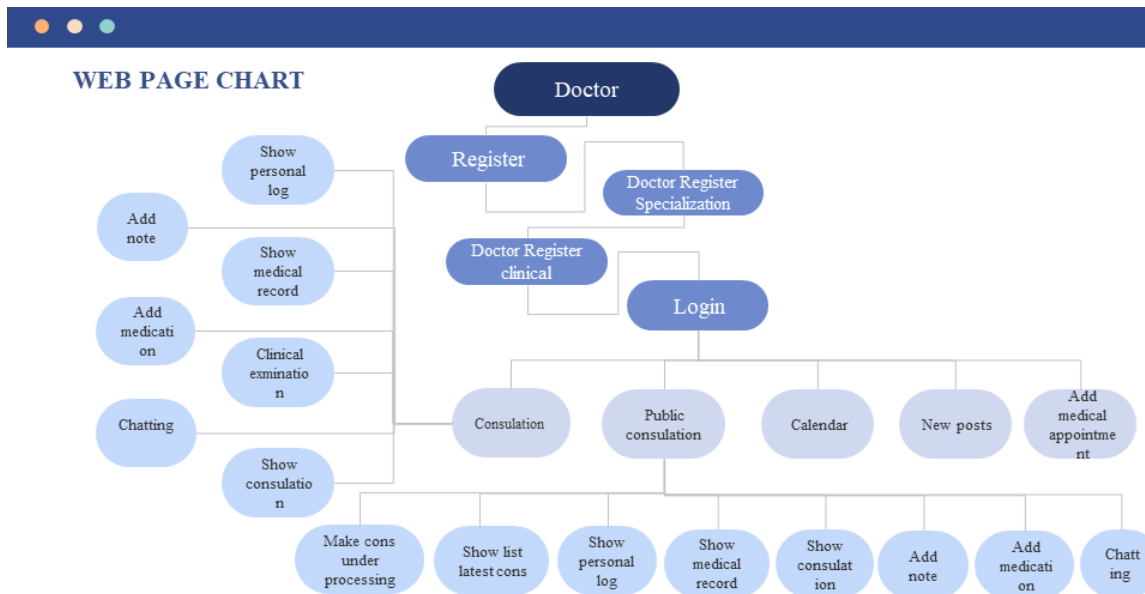 WEB PAGE CHART
Doctor
Register
Doctor Register
Specialization
Doctor Register
clinical
Login
Show
personal
log
Add
note
Show
medical
record
Add
medicati
on
Clinical
exminatio
n
Chatting
Show
consulatio
n
Consulation
Public
consulation
Calendar
New posts
Add
medical
appointme
nt
Make cons
under
processing
Show list
latest cons
Show
personal
log
Show
medical
record
Show
consulat
ion
Add
note
Add
medicati
on
Chatt
ing